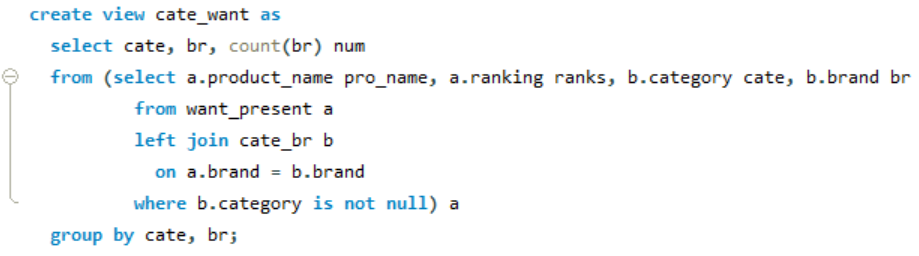 create view cate_want as
select cate, br, count(br) num
from (select a.product_name pro_name, a.ranking ranks, b.category cate, b.brand br
from want_present a
left join cate_br b
on a.brand = b.brand
where b.category is not null) a
group by cate, br;